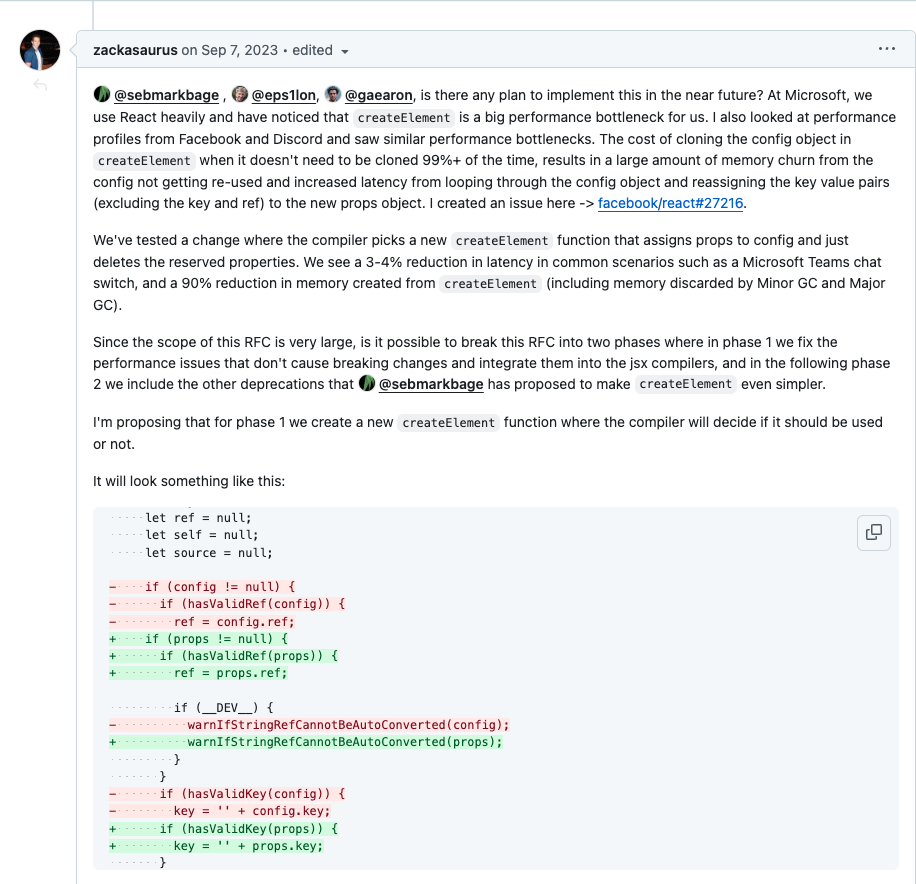 zackasaurus on Sep 7, 2023 • edited
@sebmarkbage , @eps1lon, @gaearon, is there any plan to implement this in the near future? At Microsoft, we
use React heavily and have noticed that createElement is a big performance bottleneck for us. I also looked at performance
profiles from Facebook and Discord and saw similar performance bottlenecks. The cost of cloning the config object in
createElement when it doesn't need to be cloned 99%+ of the time, results in a large amount of memory churn from the
config not getting re-used and increased latency from looping through the config object and reassigning the key value pairs
(excluding the key and ref) to the new props object. I created an issue here -> facebook/react#27216.
We've tested a change where the compiler picks a new createElement function that assigns props to config and just
deletes the reserved properties. We see a 3-4% reduction in latency in common scenarios such as a Microsoft Teams chat
switch, and a 90% reduction in memory created from createElement (including memory discarded by Minor GC and Major
GC).
Since the scope of this RFC is very large, is it possible to break this RFC into two phases where in phase 1 we fix the
performance issues that don't cause breaking changes and integrate them into the jsx compilers, and in the following phase
2 we include the other deprecations that @sebmarkbage has proposed to make createElement even simpler.
I'm proposing that for phase 1 we create a new createElement function where the compiler will decide if it should be used
or not.
It will look something like this:
·····let ref = null;
·····let self = null;
·····let source = null;
-····if (config != null) {
-······if (hasValidRef(config)) {
-········ref = config.ref;
+····if (props != null) {
+······if (hasValidRef(props)) {
+········ref = props.ref;
·········if (__DEV__) {
-··········warnIfStringRefCannotBeAutoConverted(config);
+··········warnIfStringRefCannotBeAutoConverted(props);
·········}
·······}
-······if (hasValidKey(config)) {
-········key = '' + config.key;
+······if (hasValidKey(props)) {
+········key = '' + props.key;
·······}